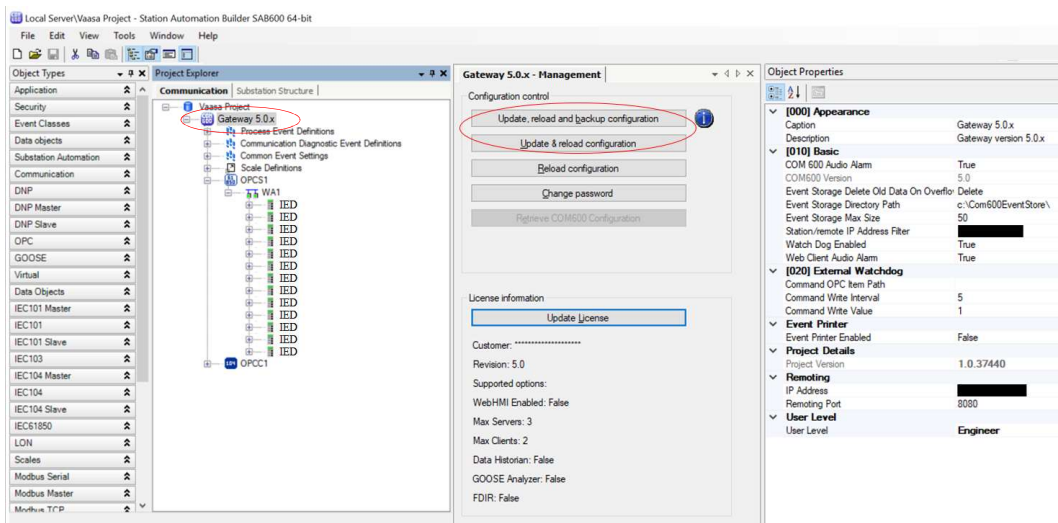 Local Server\Vaasa Project - Station Automation Builder SAB600 64-bit
File Edit View Tools Window Help
Object Types
Application
Security
Event Classes
Data objects
Substation Automation
Communication
DNP
DNP Master
DNP Slave
OPC
GOOSE
Virtual
Data Objects
IEC101 Master
IEC101
IEC101 Slave
IEC103
IEC104 Master
IEC104
IEC104 Slave
IEC61850
LON
Scales
Modbus Serial
Modbus Master
Modbus TCP
Project Explorer
Communication Substation Structure
Vaasa Project
Gateway 5.0.x
Process Event Definitions
Communication Diagnostic Event Definitions
Common Event Settings
Scale Definitions
OPCS1
WA1
IED
IED
IED
IED
IED
IED
IED
IED
IED
IED
IED
IED
IED
104 OPCC1
Gateway 5.0.x - Management
Configuration control
Update, reload and backup configuration
Update & reload configuration
Reload configuration
Change password
Retrieve COM600 Configuration
License information
Update License
Customer: ********************
Revision: 5.0
Supported options:
WebHMI Enabled: False
Max Servers: 3
Max Clients: 2
Data Historian: False
GOOSE Analyzer: False
FDIR: False
Object Properties
[000] Appearance
Caption Gateway 5.0.x
Description Gateway version 5.0.x
[010] Basic
COM 600 Audio Alarm True
COM600 Version 5.0
Event Storage Delete Old Data On Overflo Delete
Event Storage Directory Path c:\Com600EventStore\
Event Storage Max Size 50
Station/remote IP Address Filter
Watch Dog Enabled True
Web Client Audio Alarm True
[020] External Watchdog
Command OPC Item Path
Command Write Interval 5
Command Write Value 1
Event Printer
Event Printer Enabled False
Project Details
Project Version 1.0.37440
Remoting
IP Address
Remoting Port 8080
User Level
User Level Engineer